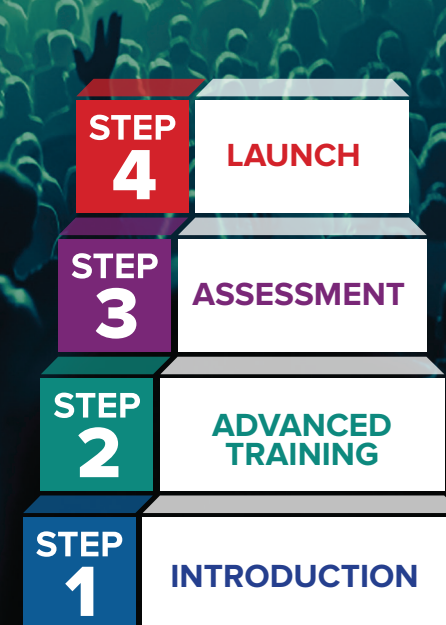 STEP
4
LAUNCH
STEP
3
ASSESSMENT
STEP
2
ADVANCED
TRAINING
STEP
1
INTRODUCTION